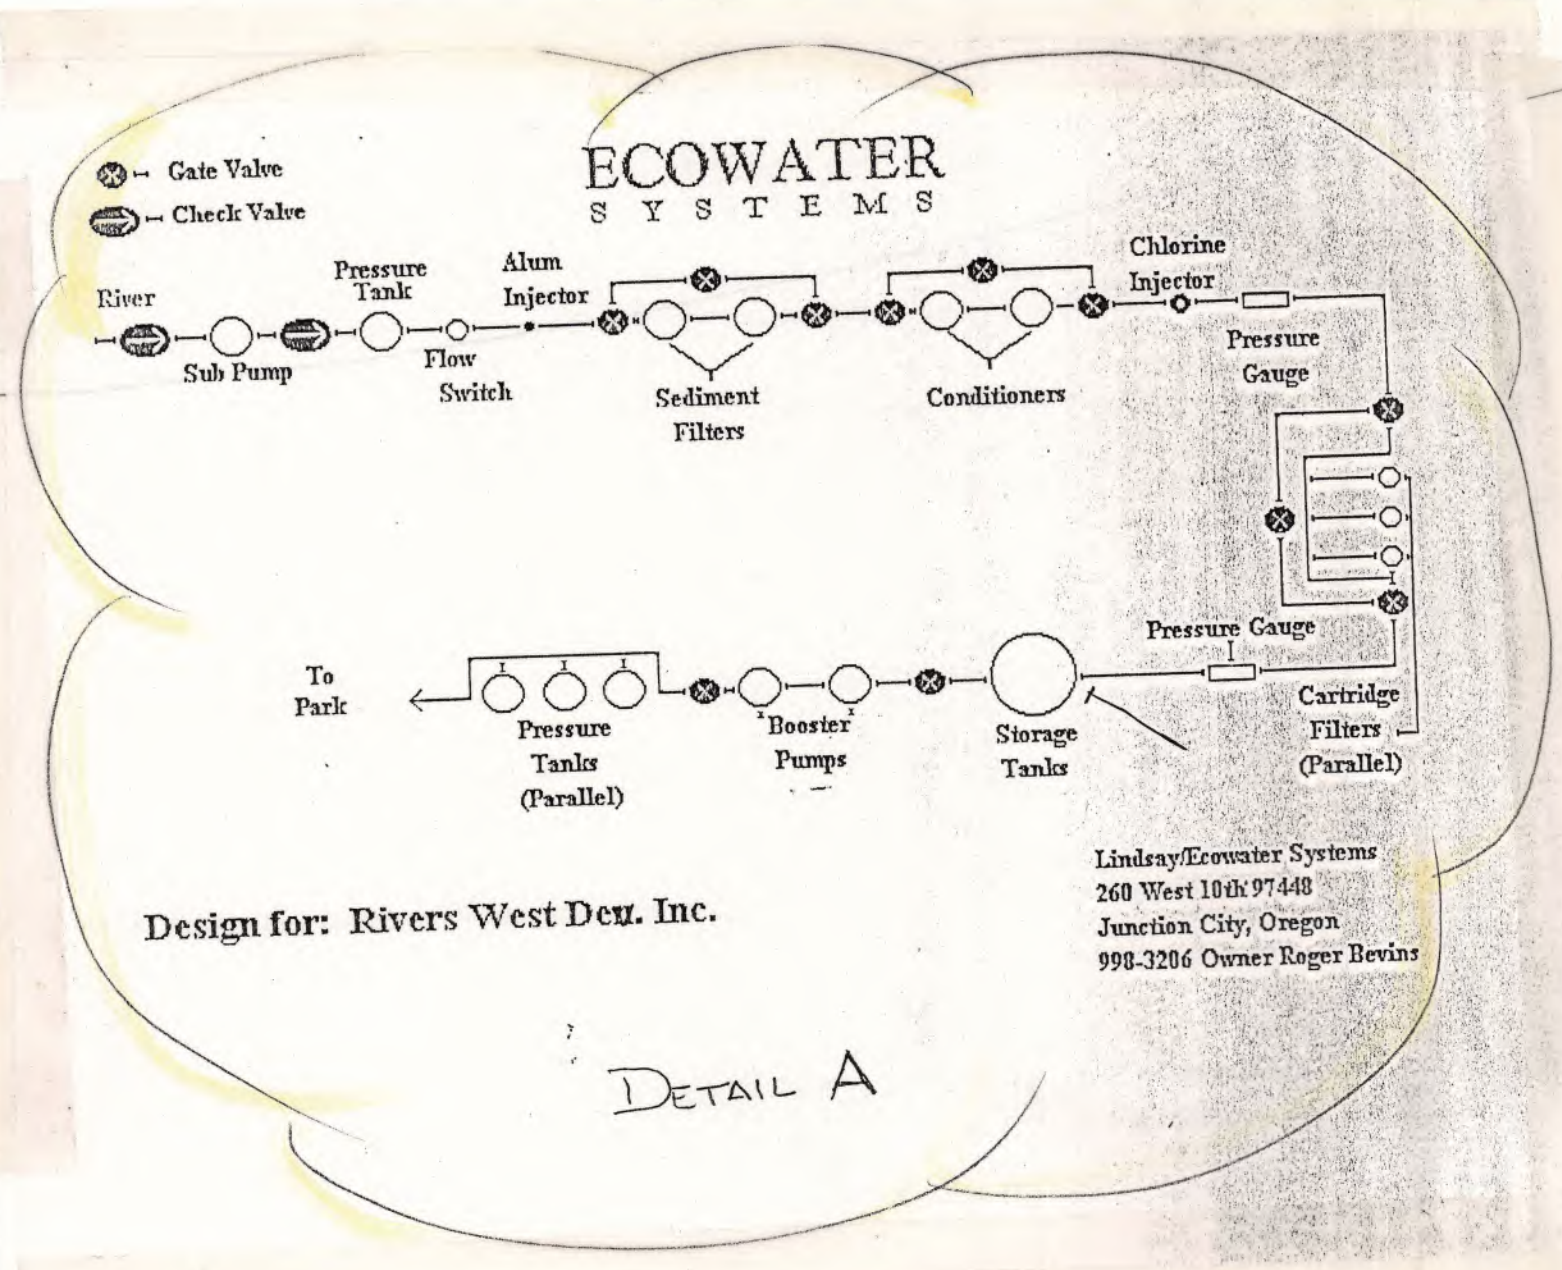 ECOWATER
SYSTEMS
Gate Valve
Check Valve
River
Sub Pump
Pressure
Tank
Flow
Switch
Alum
Injector
Sediment
Filters
Conditioners
Chlorine
Injector
Pressure
Gauge
Pressure Gauge
Cartridge
Filters
(Parallel)
Storage
Tanks
Booster
Pumps
Pressure
Tanks
(Parallel)
To
Park
Lindsay/Ecowater Systems
260 West 10th 97448
Junction City, Oregon
998-3206 Owner Roger Bevins
Design for: Rivers West Dev. Inc.
DETAIL A